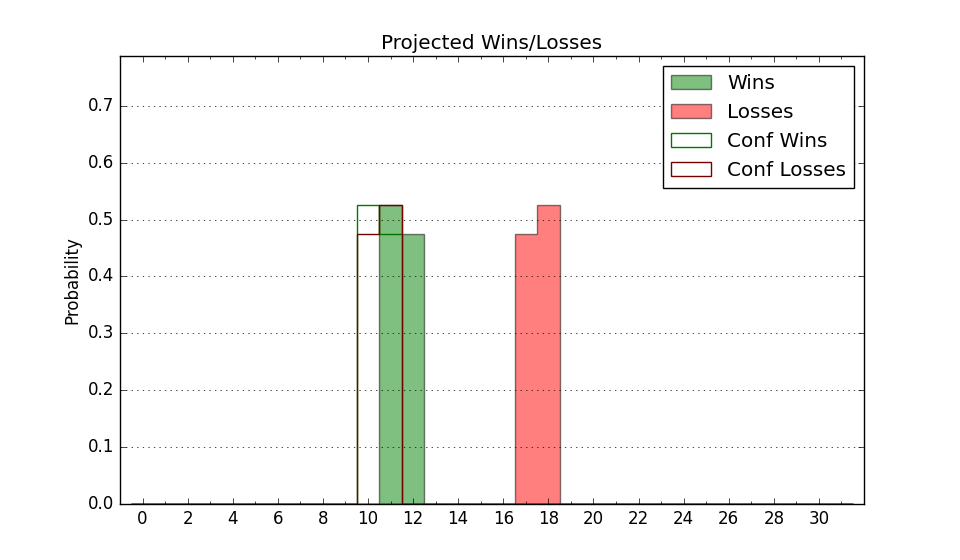 Projected Wins/Losses
Wins
Losses
Conf Wins
Conf Losses
Probability
0.7
0.6
0.5
0.4
0.3
0.2
0.1
0.0
0 2 4 6 8 10 12 14 16 18 20 22 24 26 28 30